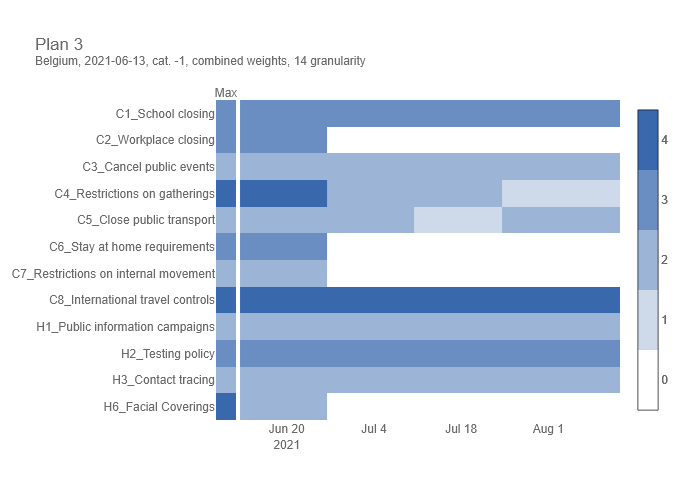 Plan 3
Belgium, 2021-06-13, cat. -1, combined weights, 14 granularity
Max
C1_School closing
C2_Workplace closing
C3_Cancel public events
C4_Restrictions on gatherings
C5_Close public transport
C6_Stay at home requirements
C7_Restrictions on internal movement
C8_International travel controls
H1_Public information campaigns
H2_Testing policy
H3_Contact tracing
H6_Facial Coverings
Jun 20
2021
Jul 4
Jul 18
Aug 1
4
3
2
1
0